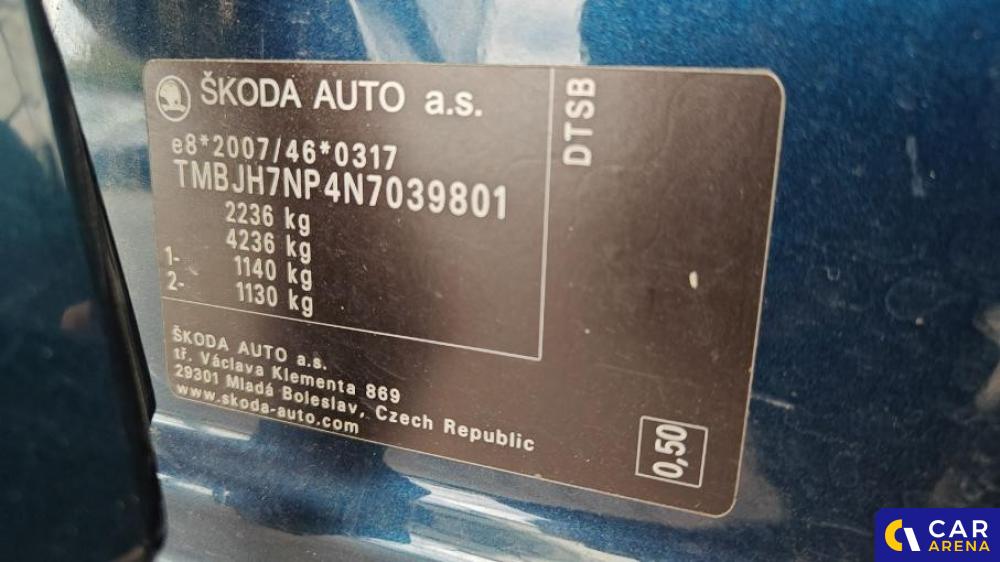 ŠKODA AUTO a.s.
e8*2007/46*0317
TMBJH7NP4N7039801
2236 kg
4236 kg
1- 1140 kg
2- 1130 kg
ŠKODA AUTO a.s.
tř. Václava Klementa 869
29301 Mladá Boleslav, Czech Republic
www.skoda-auto.com
DTSB
0,50
CAR
ARENA